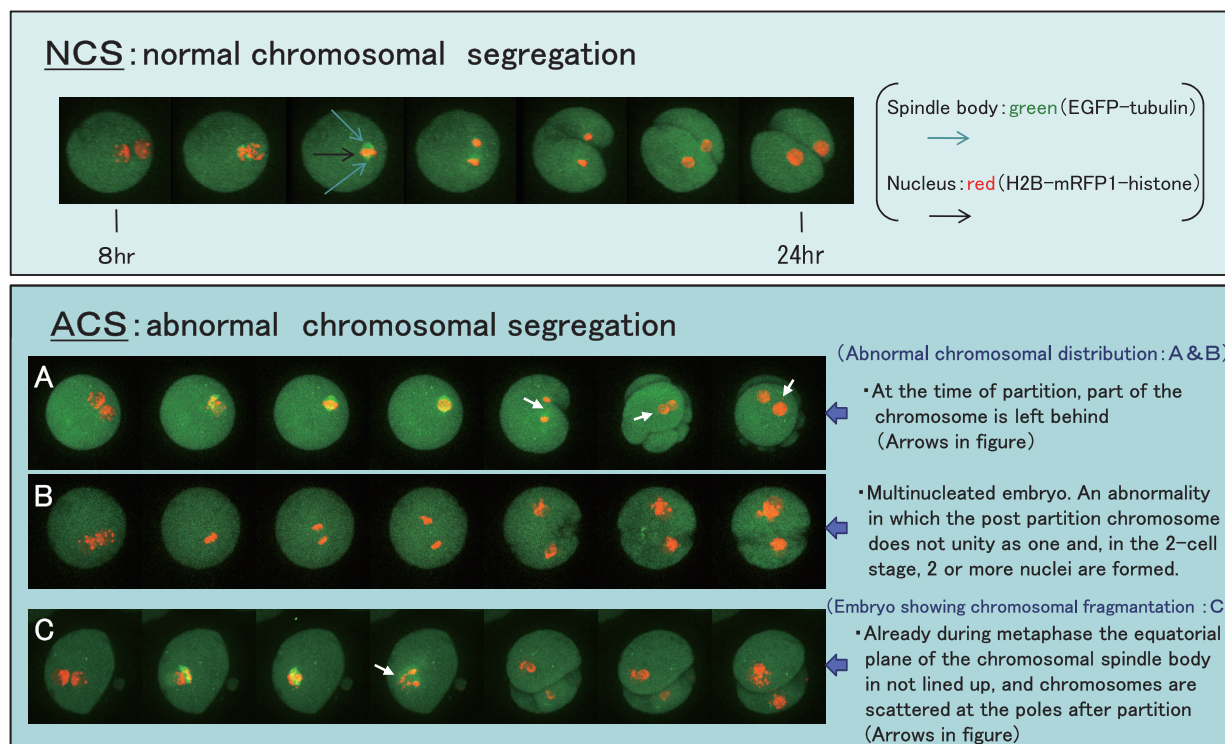 NCS:normal chromosomal segregation
Spindle body:green(EGFP-tubulin)
Nucleus:red(H2B-mRFP1-histone)
8hr
24hr
ACS:abnormal chromosomal segregation
(Abnormal chromosomal distribution:A&B)
A
・At the time of partition, part of the
chromosome is left behind
(Arrows in figure)
B
・Multinucleated embryo. An abnormality
in which the post partition chromosome
does not unity as one and, in the 2-cell
stage, 2 or more nuclei are formed.
(Embryo showing chromosomal fragmantation :C
C
・Already during metaphase the equatorial
plane of the chromosomal spindle body
in not lined up, and chromosomes are
scattered at the poles after partition
(Arrows in figure)